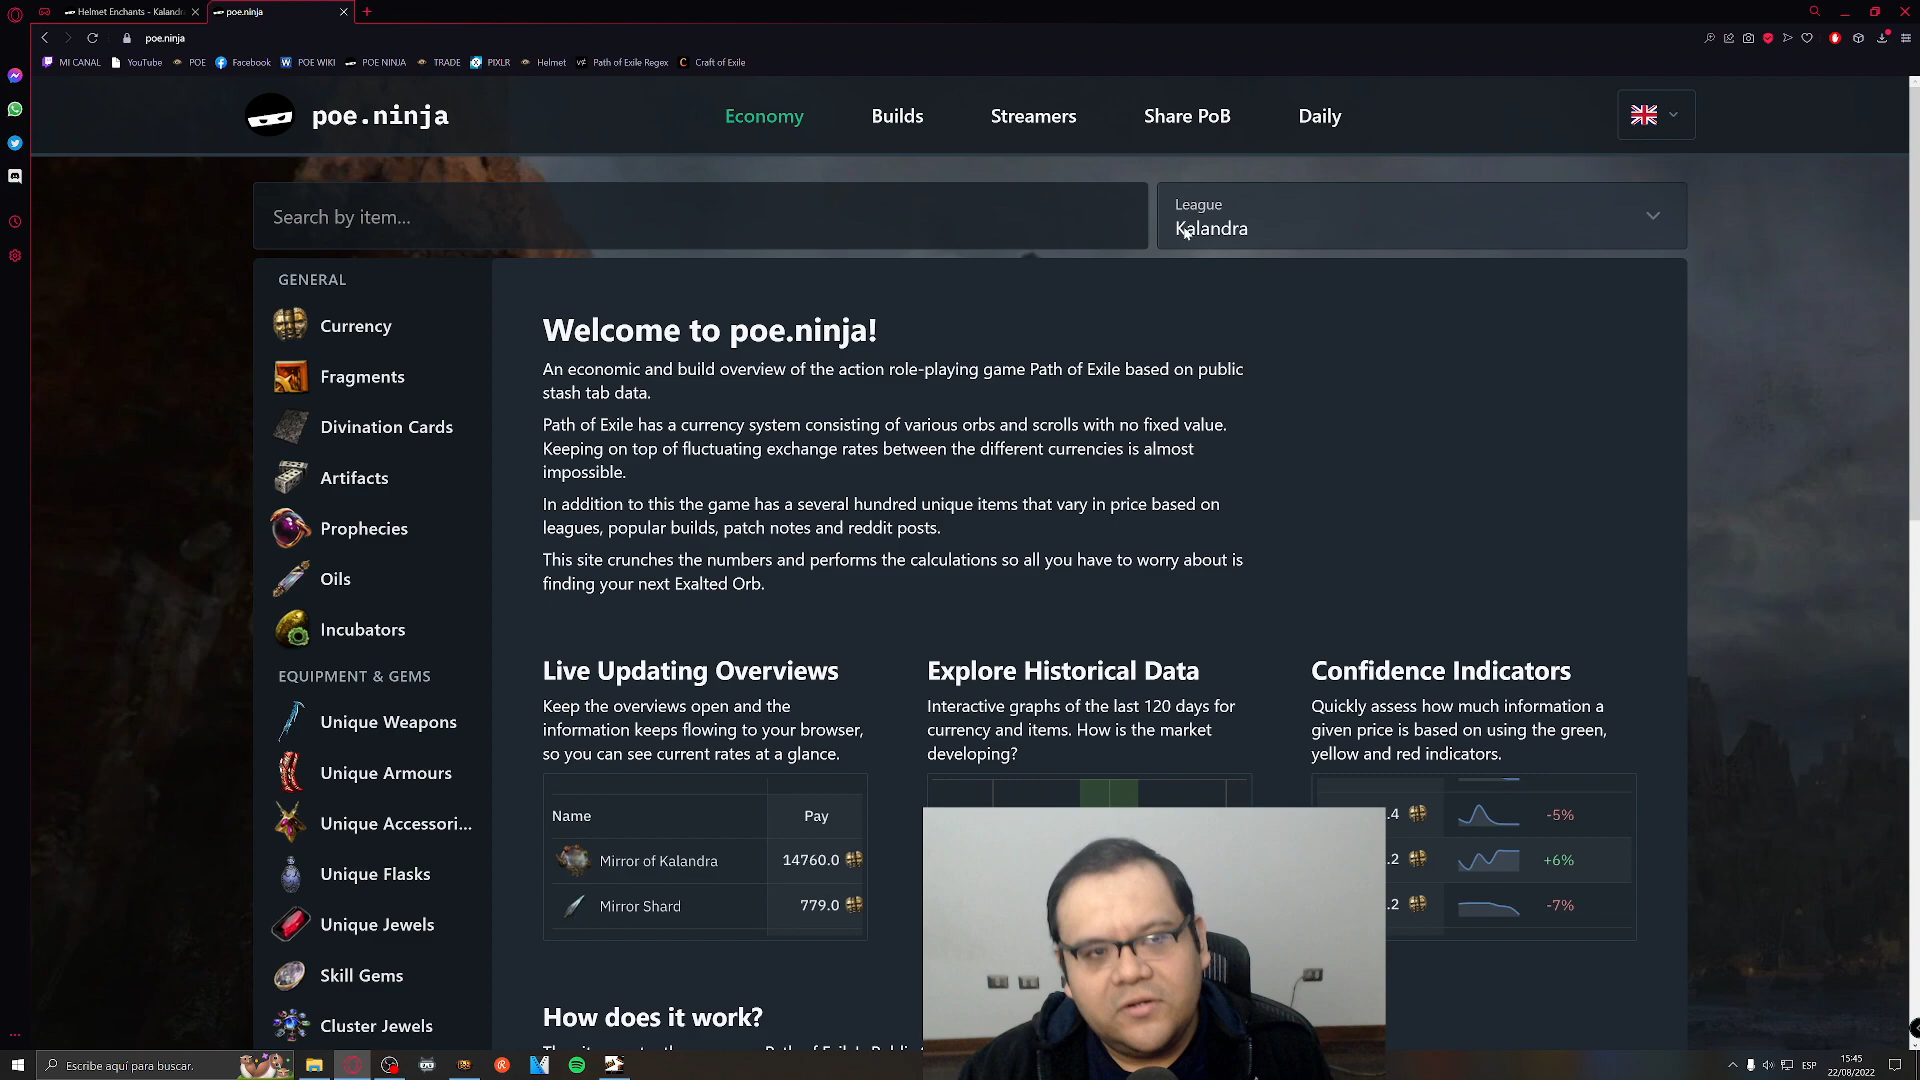 Helmet Enchants - Kalandr
poe.ninja
poe.ninja
MI CANAL
YouTube
POE
Facebook
POE WIKI
POE NINJA
TRADE
PIXLR
Helmet
Path of Exile Regex
Craft of Exile
poe.ninja
Economy
Builds
Streamers
Share PoB
Daily
Search by item...
League
Kalandra
GENERAL
Currency
Fragments
Divination Cards
Artifacts
Prophecies
Oils
Incubators
EQUIPMENT & GEMS
Unique Weapons
Unique Armours
Unique Accessori...
Unique Flasks
Unique Jewels
Skill Gems
Cluster Jewels
Welcome to poe.ninja!
An economic and build overview of the action role-playing game Path of Exile based on public
stash tab data.
Path of Exile has a currency system consisting of various orbs and scrolls with no fixed value.
Keeping on top of fluctuating exchange rates between the different currencies is almost
impossible.
In addition to this the game has a several hundred unique items that vary in price based on
leagues, popular builds, patch notes and reddit posts.
This site crunches the numbers and performs the calculations so all you have to worry about is
finding your next Exalted Orb.
Live Updating Overviews
Keep the overviews open and the
information keeps flowing to your browser,
so you can see current rates at a glance.
Name Pay
Mirror of Kalandra 14760.0
Mirror Shard 779.0
Explore Historical Data
Interactive graphs of the last 120 days for
currency and items. How is the market
developing?
Confidence Indicators
Quickly assess how much information a
given price is based on using the green,
yellow and red indicators.
.4 -5%
.2 +6%
.2 -7%
How does it work?
Escribe aquí para buscar.
ESP
15:45
22/08/2022